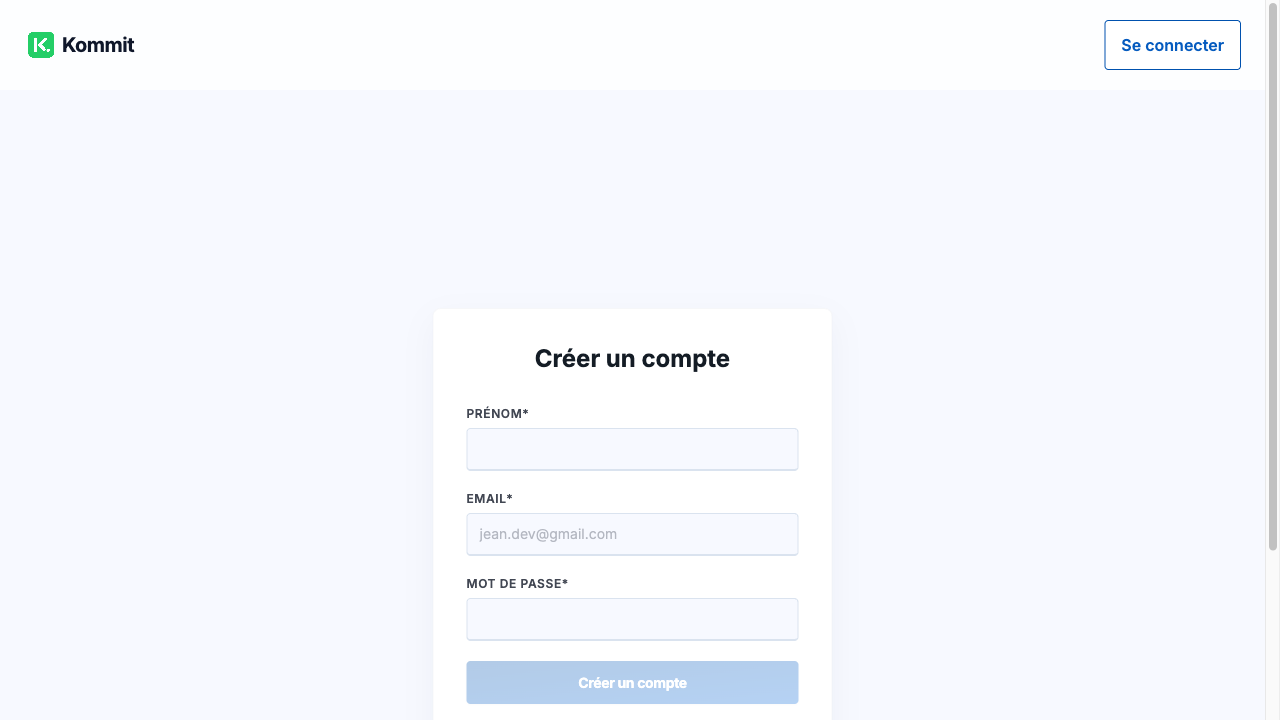 Kommit
Se connecter
Créer un compte
PRÉNOM*
EMAIL*
jean.dev@gmail.com
MOT DE PASSE*
Créer un compte